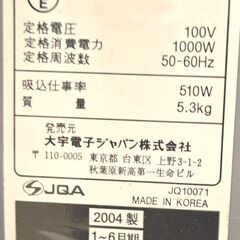 E
定格電圧 100V
定格消費電力 1000W
定格周波数 50-60Hz
吸込仕事率 510W
質量 5.3kg
発売元
大宇電子ジャパン株式会社
〒110-0005 東京都 台東区 上野3-1-2
秋葉原新高第一生命ビル
JQA JQ10071
MADE IN KOREA
2004 製
1~6日期